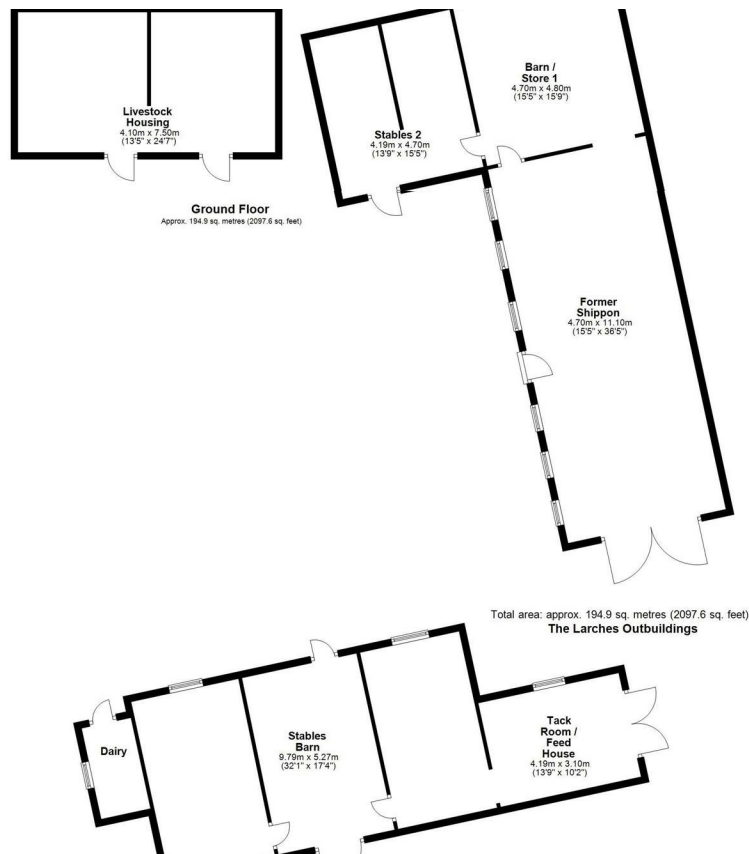 Livestock
Housing
4.10m x 7.50m
(13'5" x 24'7")
Barn /
Store 1
4.70m x 4.80m
(15'5" x 15'9")
Stables 2
4.19m x 4.70m
(13'9" x 15'5")
Ground Floor
Approx. 194.9 sq. metres (2097.6 sq. feet)
Former
Shippon
4.70m x 11.10m
(15'5" x 36'5")
Total area: approx. 194.9 sq. metres (2097.6 sq. feet)
The Larches Outbuildings
Dairy
Stables
Barn
9.79m x 5.27m
(32'1" x 17'4")
Tack
Room /
Feed
House
4.19m x 3.10m
(13'9" x 10'2")